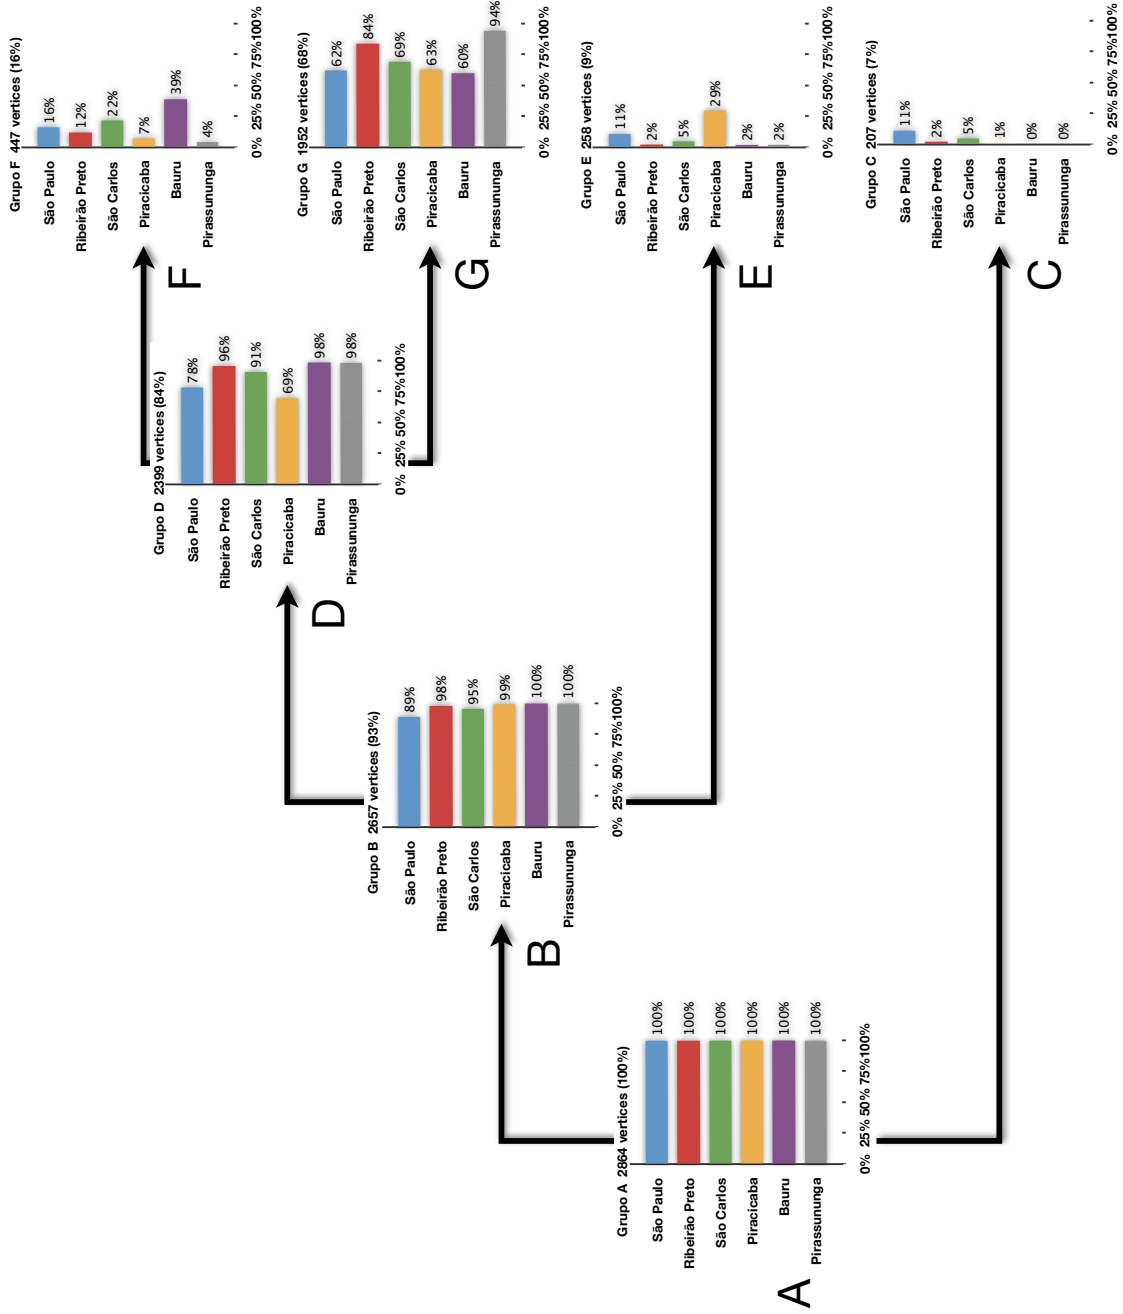 Grupo A 2864 vertices (100%)
São Paulo 100%
Ribeirão Preto 100%
São Carlos 100%
Piracicaba 100%
Bauru 100%
Pirassununga 100%
0% 25% 50% 75% 100%
A
Grupo B 2657 vertices (93%)
São Paulo 89%
Ribeirão Preto 98%
São Carlos 95%
Piracicaba 99%
Bauru 100%
Pirassununga 100%
0% 25% 50% 75% 100%
B
Grupo D 2399 vertices (84%)
São Paulo 78%
Ribeirão Preto 96%
São Carlos 91%
Piracicaba 69%
Bauru 98%
Pirassununga 98%
0% 25% 50% 75% 100%
D
Grupo F 447 vertices (16%)
São Paulo 16%
Ribeirão Preto 12%
São Carlos 22%
Piracicaba 7%
Bauru 39%
Pirassununga 4%
0% 25% 50% 75% 100%
F
Grupo G 1952 vertices (68%)
São Paulo 62%
Ribeirão Preto 84%
São Carlos 69%
Piracicaba 63%
Bauru 60%
Pirassununga 94%
0% 25% 50% 75% 100%
G
Grupo E 258 vertices (9%)
São Paulo 11%
Ribeirão Preto 2%
São Carlos 5%
Piracicaba 29%
Bauru 2%
Pirassununga 2%
0% 25% 50% 75% 100%
E
Grupo C 207 vertices (7%)
São Paulo 11%
Ribeirão Preto 2%
São Carlos 5%
Piracicaba 1%
Bauru 0%
Pirassununga 0%
0% 25% 50% 75% 100%
C